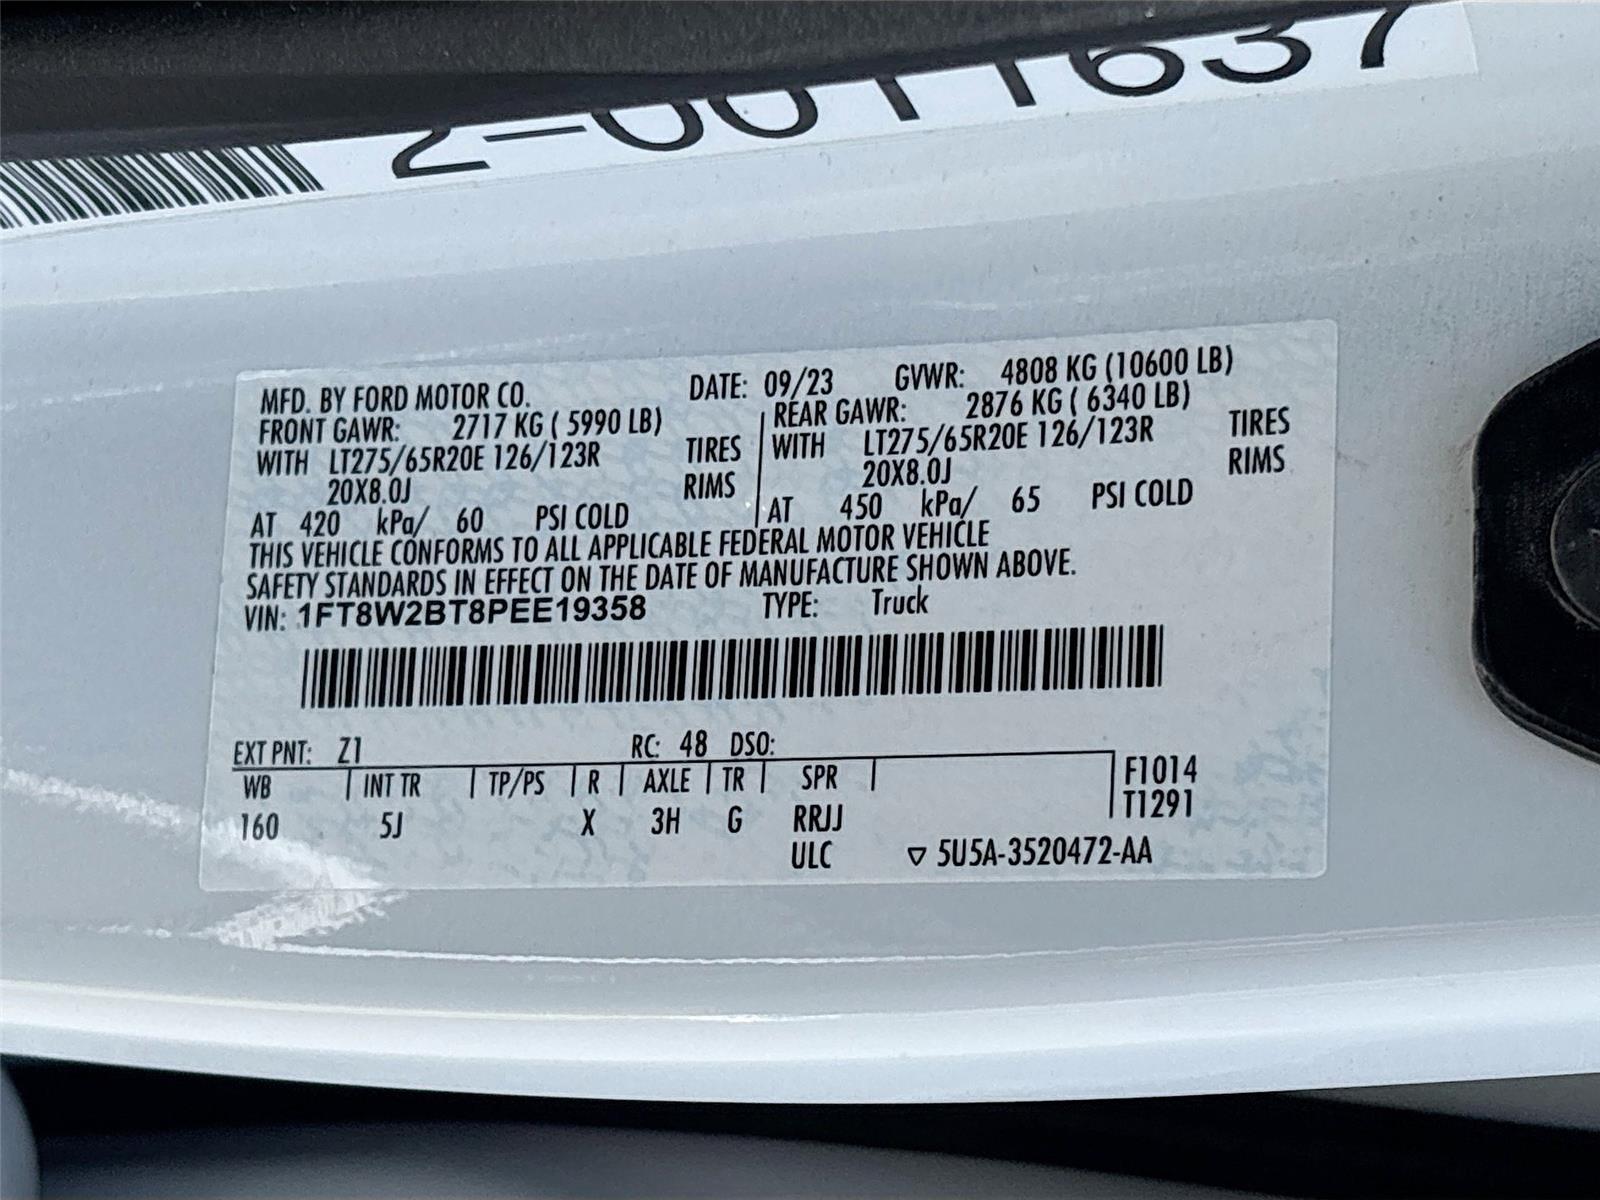 2-0011637
MFD. BY FORD MOTOR CO. DATE: 09/23 GVWR: 4808 KG (10600 LB)
FRONT GAWR: 2717 KG ( 5990 LB) REAR GAWR: 2876 KG ( 6340 LB)
WITH LT275/65R20E 126/123R TIRES WITH LT275/65R20E 126/123R TIRES
20X8.0J RIMS 20X8.0J RIMS
AT 420 kPa/ 60 PSI COLD AT 450 kPa/ 65 PSI COLD
THIS VEHICLE CONFORMS TO ALL APPLICABLE FEDERAL MOTOR VEHICLE
SAFETY STANDARDS IN EFFECT ON THE DATE OF MANUFACTURE SHOWN ABOVE.
VIN: 1FT8W2BT8PEE19358 TYPE: Truck
EXT PNT: Z1 RC: 48 DSO:
WB INT TR TP/PS R AXLE TR SPR F1014
T1291
160 5J X 3H G RRJJ
ULC ▽ 5U5A-3520472-AA